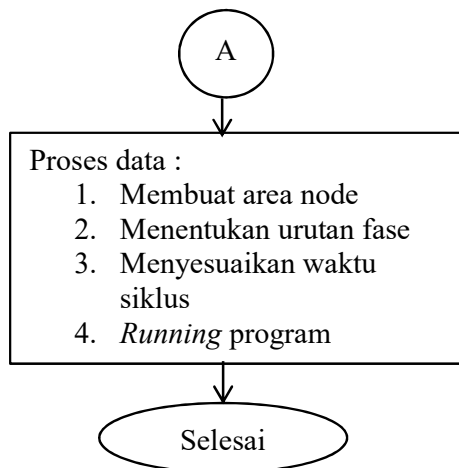 A
Proses data :
1. Membuat area node
2. Menentukan urutan fase
3. Menyesuaikan waktu
siklus
4. Running program
Selesai